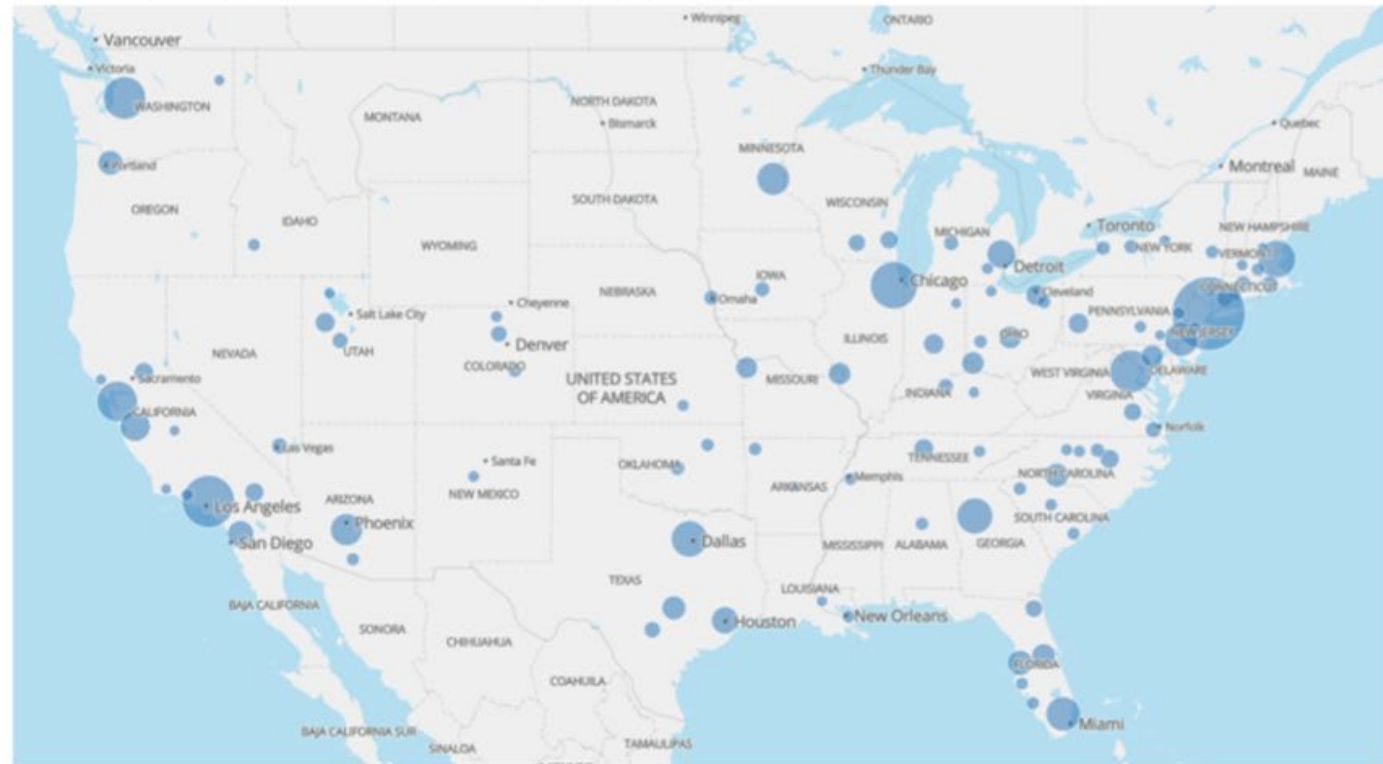 Winnipeg
ONTARIO
Vancouver
Victoria
Thunder Bay
WASHINGTON
NORTH DAKOTA
MONTANA
Bismarck
Quebec
MINNESOTA
Portland
Montreal
MAINE
OREGON
SOUTH DAKOTA
WISCONSIN
IDAHO
Toronto
NEW HAMPSHIRE
MICHIGAN
WYOMING
NEW YORK
VERMONT
Detroit
IOWA
Chicago
CONNECTICUT
NEBRASKA
Cleveland
Omaha
Cheyenne
PENNSYLVANIA
Salt Lake City
NEW JERSEY
OHIO
ILLINOIS
Denver
UTAH
NEVADA
COLORADO
WEST VIRGINIA
DELAWARE
Sacramento
UNITED STATES
OF AMERICA
MISSOURI
INDIANA
VIRGINIA
CALIFORNIA
Norfolk
Las Vegas
TENNESSEE
Santa Fe
OKLAHOMA
NORTH CAROLINA
Memphis
ARKANSAS
NEW MEXICO
ARIZONA
Los Angeles
SOUTH CAROLINA
Phoenix
Dallas
San Diego
MISSISSIPPI
ALABAMA
GEORGIA
TEXAS
LOUISIANA
BAJA CALIFORNIA
New Orleans
Houston
SONORA
CHIHUAHUA
FLORIDA
COAHUILA
Miami
BAJA CALIFORNIA SUR
TAMAULIPAS
SINALOA